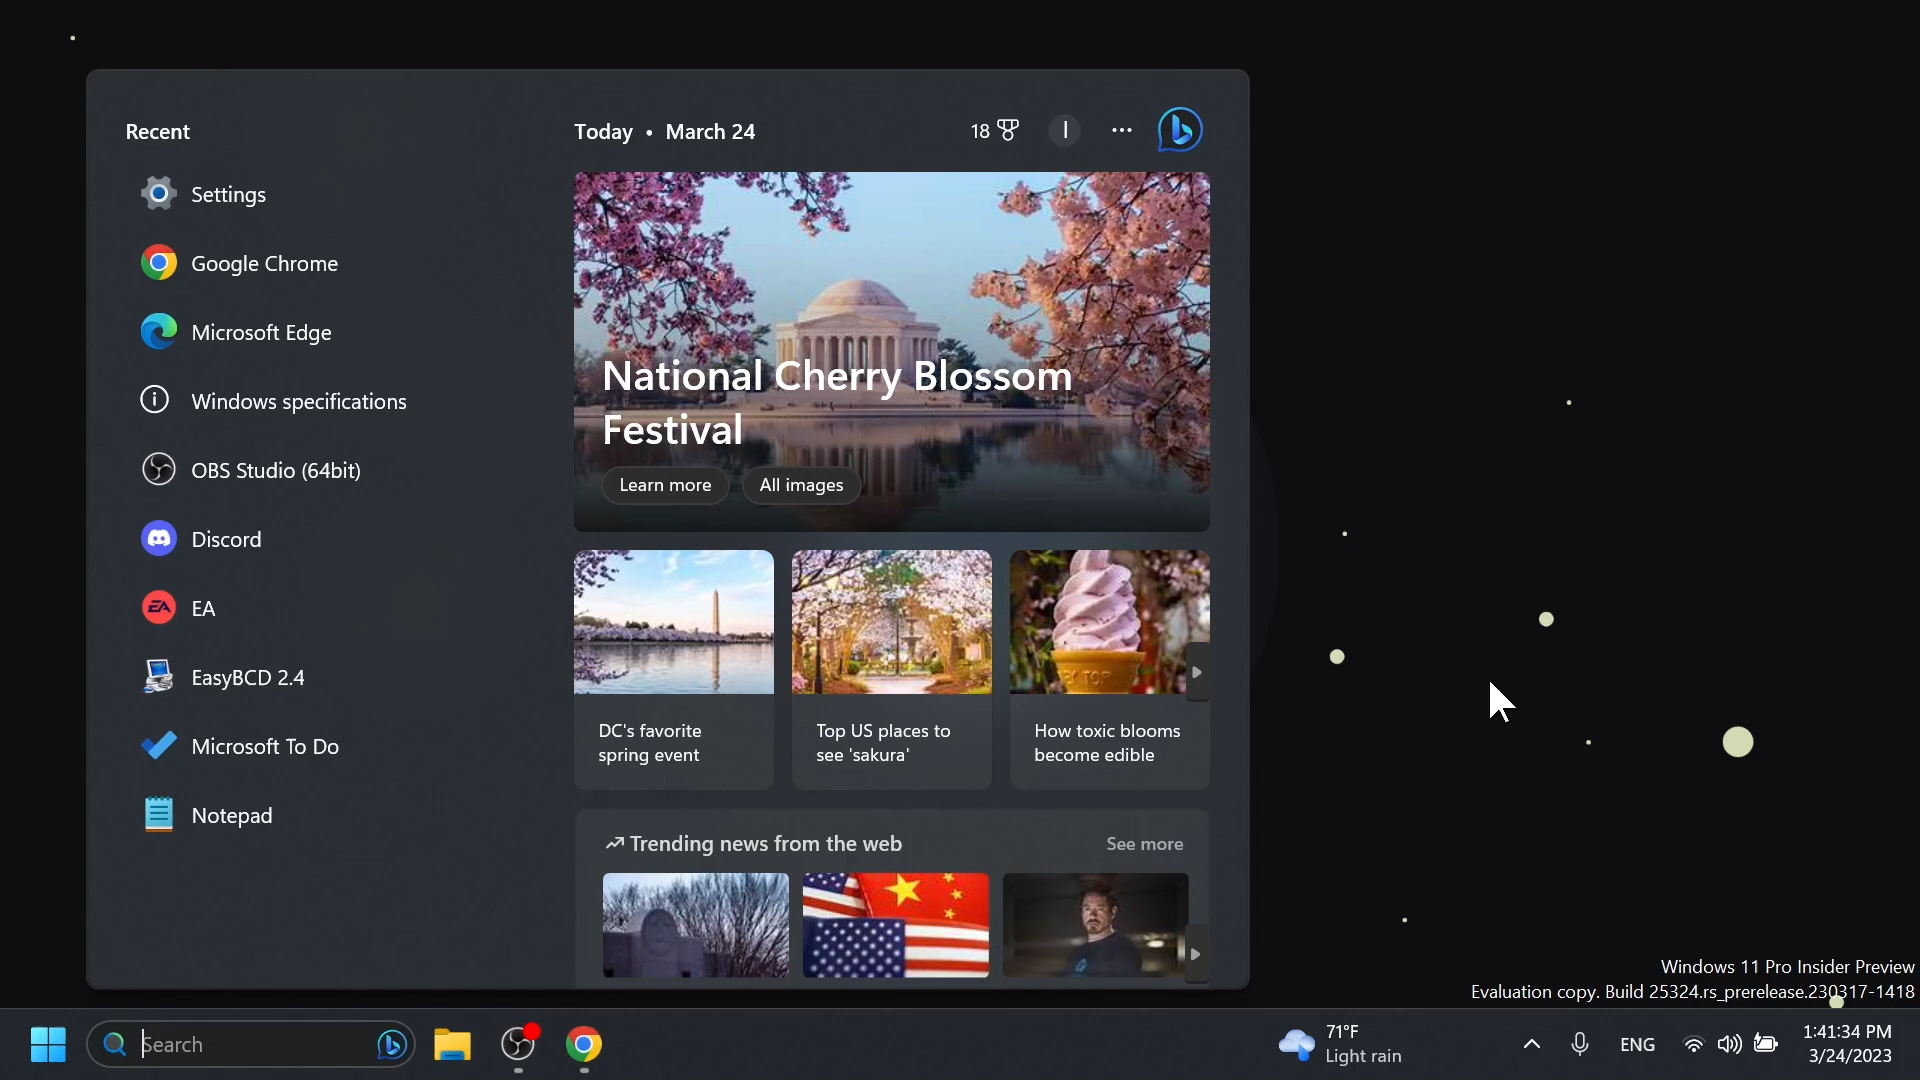 Recent
Settings
Google Chrome
Microsoft Edge
Windows specifications
OBS Studio (64bit)
Discord
EA
EA
EasyBCD 2.4
Microsoft To Do
Notepad
Today • March 24
18
I
National Cherry Blossom
Festival
Learn more
All images
DC's favorite
spring event
Top US places to
see 'sakura'
How toxic blooms
become edible
Trending news from the web
See more
Windows 11 Pro Insider Preview
Evaluation copy. Build 25324.rs_prerelease.230317-1418
Search
71°F
Light rain
ENG
1:41:34 PM
3/24/2023